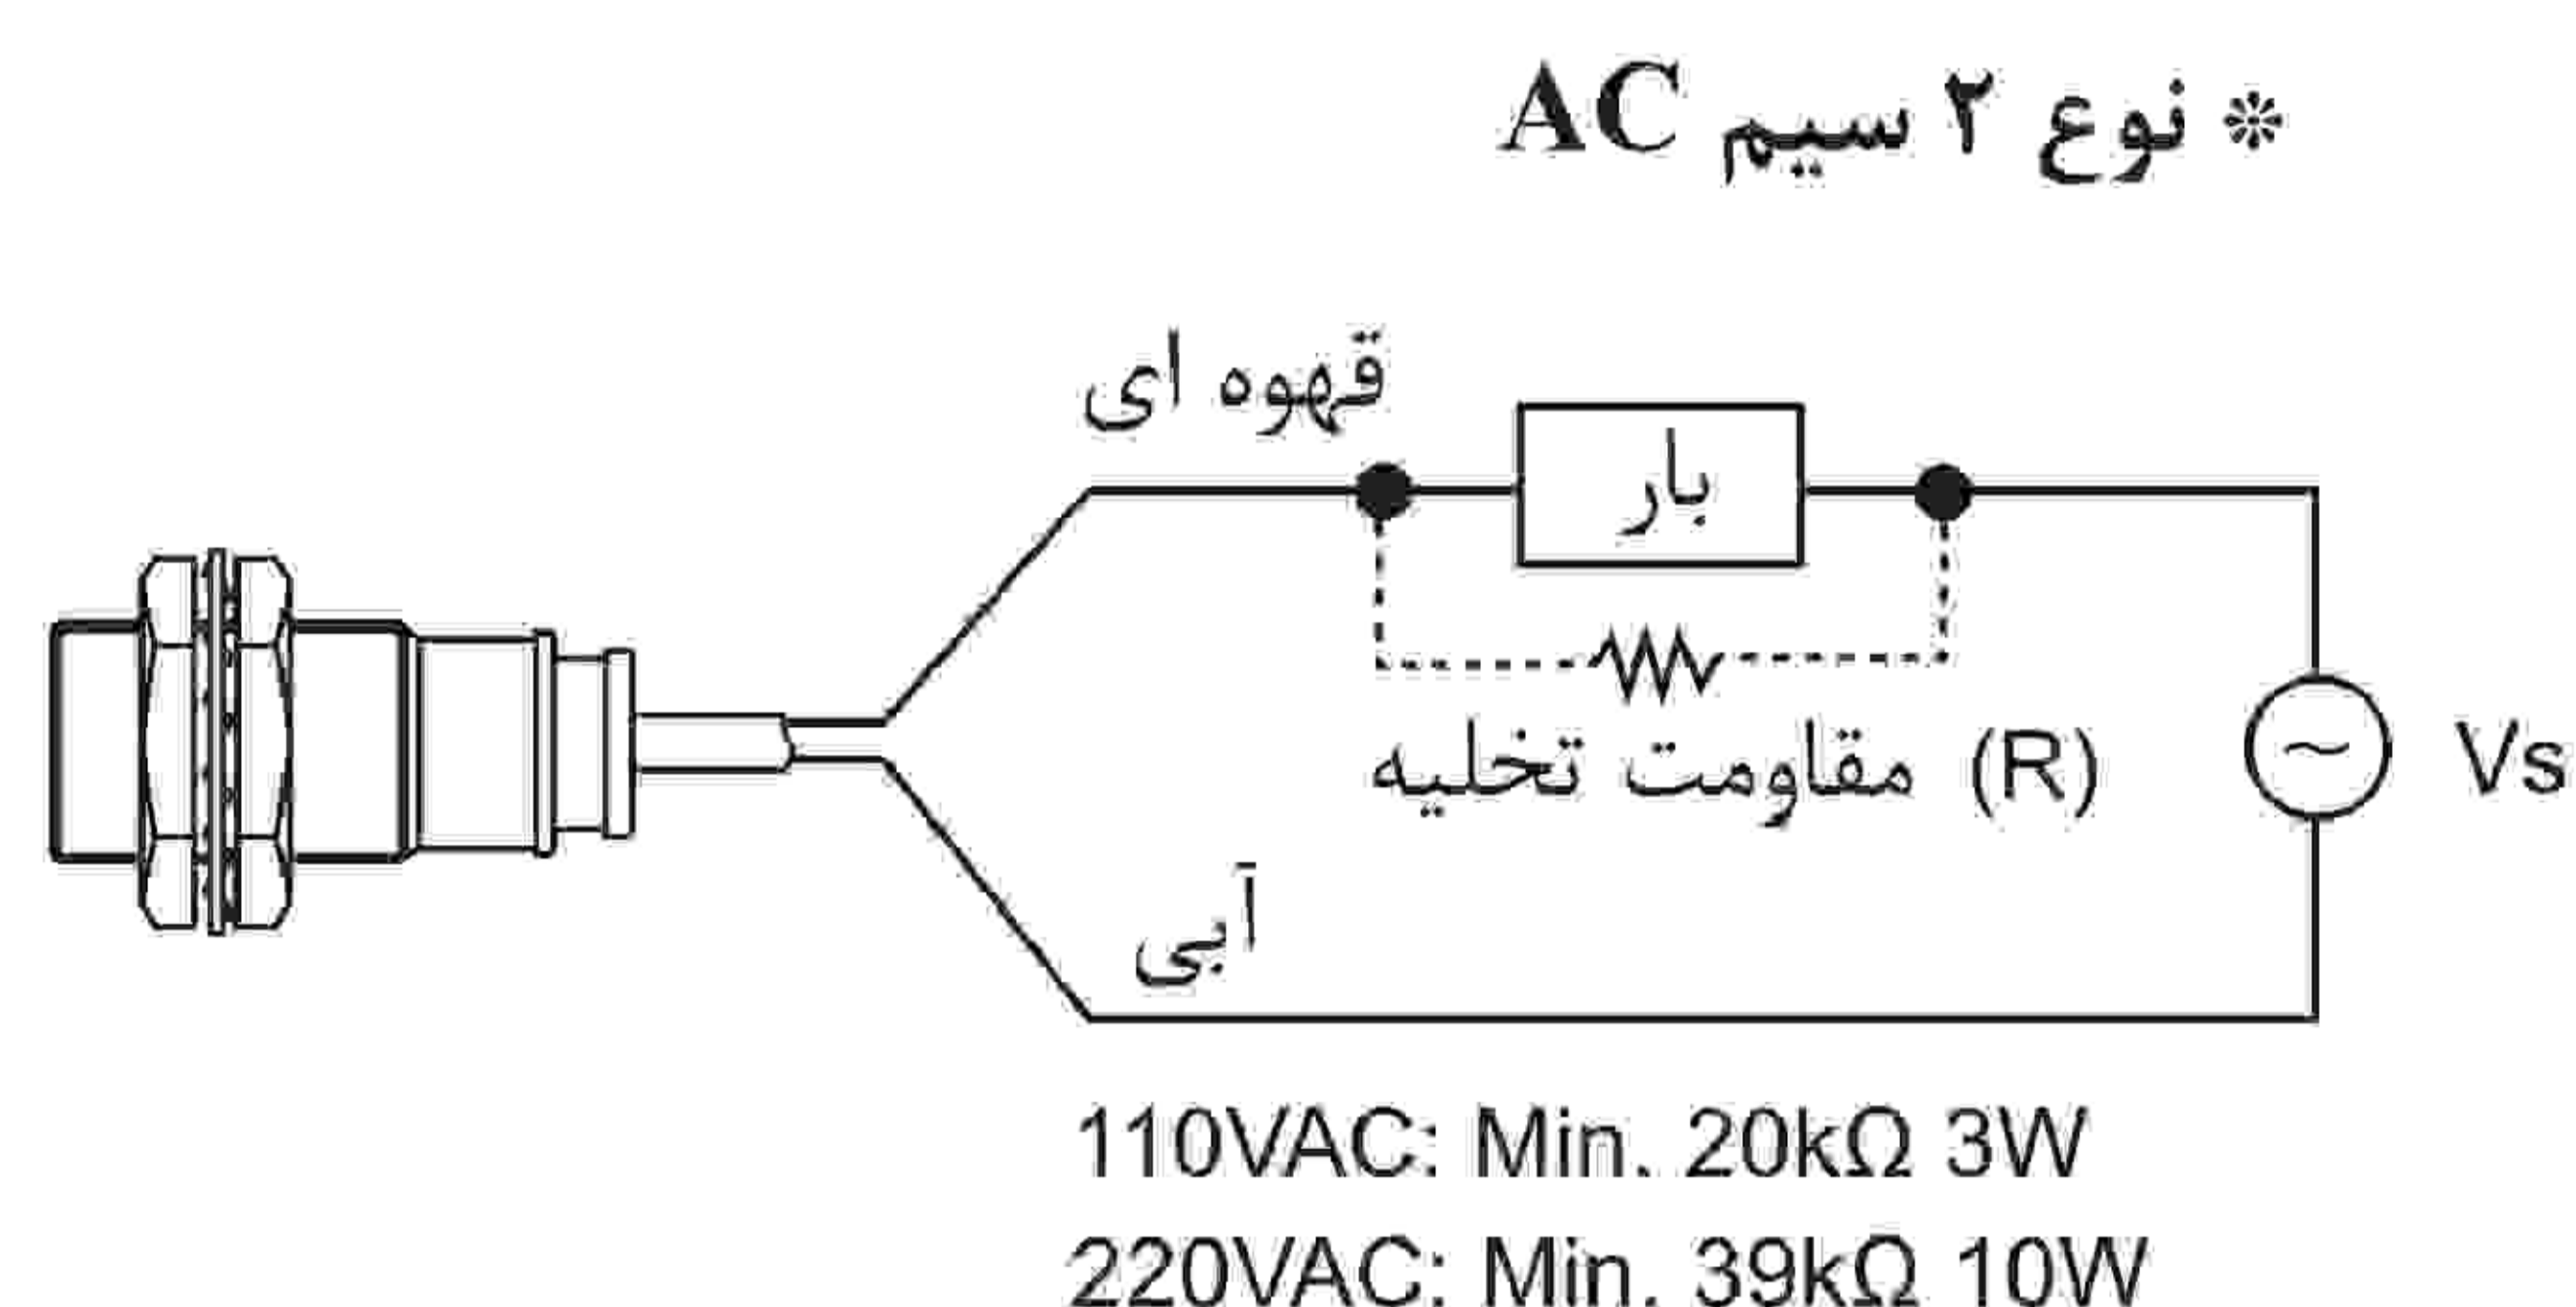 * نوع ۲ سیم AC
قهوه ای
بار
(R) مقاومت تخلیه
Vs
آبی
110VAC: Min. 20kΩ 3W
220VAC: Min. 39kΩ 10W